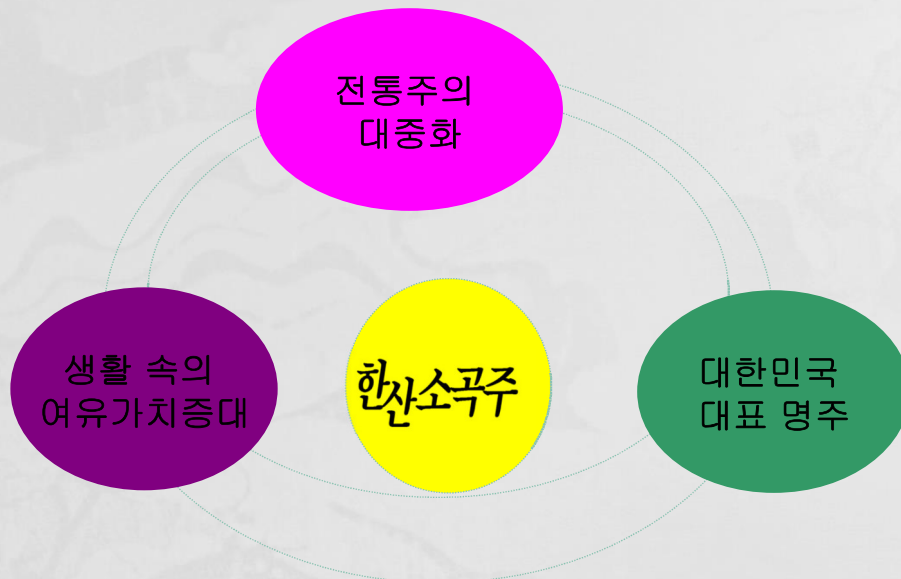 전통주의
대중화
생활 속의
여유가치증대
한산소곡주
대한민국
대표 명주